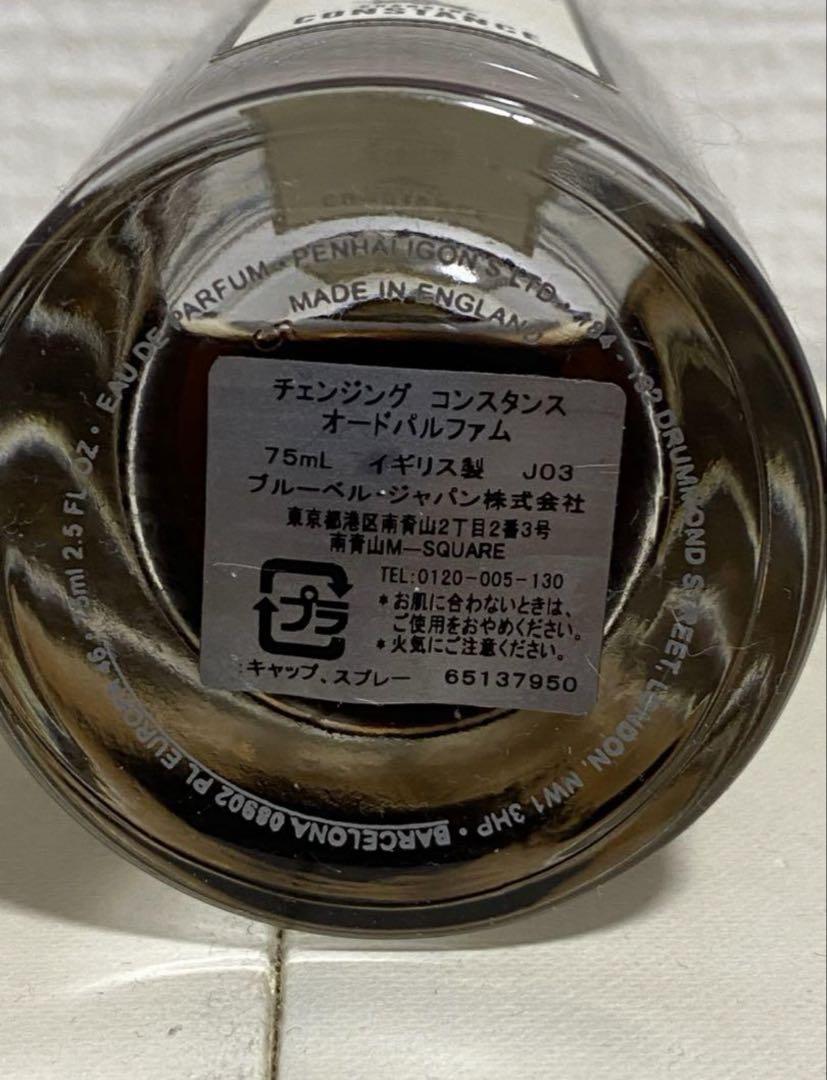 CONSTANCE
EAU DE PARFUM · PENHALIGON'S LTD · 184 - 192 DRUMMOND STREET, LONDON, NW1 3HP · BARCELONA 08902 PL EUROPA 46 75ml 2.5 FL OZ ·
MADE IN ENGLAND
チェンジング コンスタンス
オードパルファム
75mL イギリス製 J03
ブルーベル・ジャパン株式会社
東京都港区南青山2丁目2番3号
南青山M—SQUARE
TEL:0120-005-130
プラ
*お肌に合わないときは、
ご使用をおやめください。
*火気にご注意ください。
:キャップ、スプレー 65137950